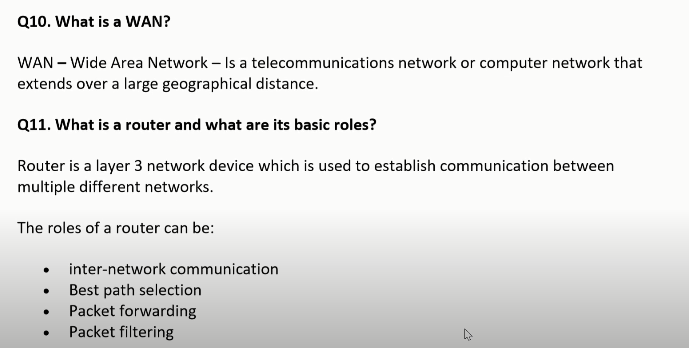 Q10. What is a WAN?
WAN – Wide Area Network – Is a telecommunications network or computer network that
extends over a large geographical distance.
Q11. What is a router and what are its basic roles?
Router is a layer 3 network device which is used to establish communication between
multiple different networks.
The roles of a router can be:
• inter-network communication
• Best path selection
• Packet forwarding
• Packet filtering